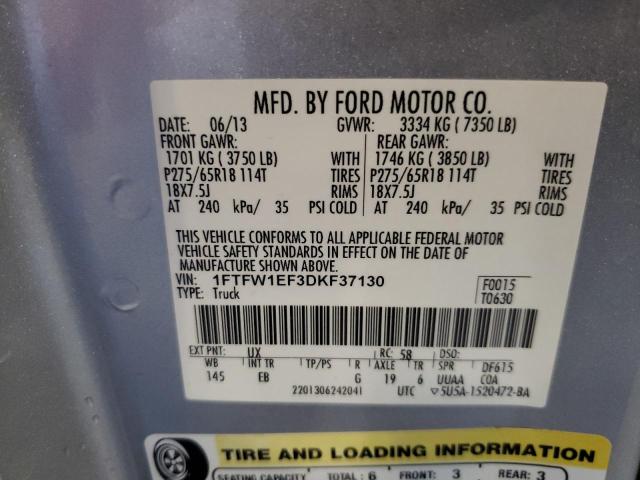 MFD. BY FORD MOTOR CO.
DATE: 06/13 GVWR: 3334 KG ( 7350 LB)
FRONT GAWR: REAR GAWR:
1701 KG ( 3750 LB) WITH 1746 KG ( 3850 LB) WITH
P275/65R18 114T TIRES P275/65R18 114T TIRES
18X7.5J RIMS 18X7.5J RIMS
AT 240 kPa/ 35 PSI COLD AT 240 kPa/ 35 PSI COLD
THIS VEHICLE CONFORMS TO ALL APPLICABLE FEDERAL MOTOR
VEHICLE SAFETY STANDARDS IN EFFECT ON THE DATE OF
MANUFACTURE SHOWN ABOVE.
VIN: 1FTFW1EF3DKF37130 F0015
TYPE: Truck T0630
EXT PNT: UX RC: 58 DSO:
WB INT TR TP/PS R AXLE TR SPR DF615
145 EB G 19 6 UUAA COA
2201306242041 UTC ▽5U5A-1520472-BA
TIRE AND LOADING INFORMATION
SEATING CAPACITY TOTAL: 6 FRONT: 3 REAR: 3